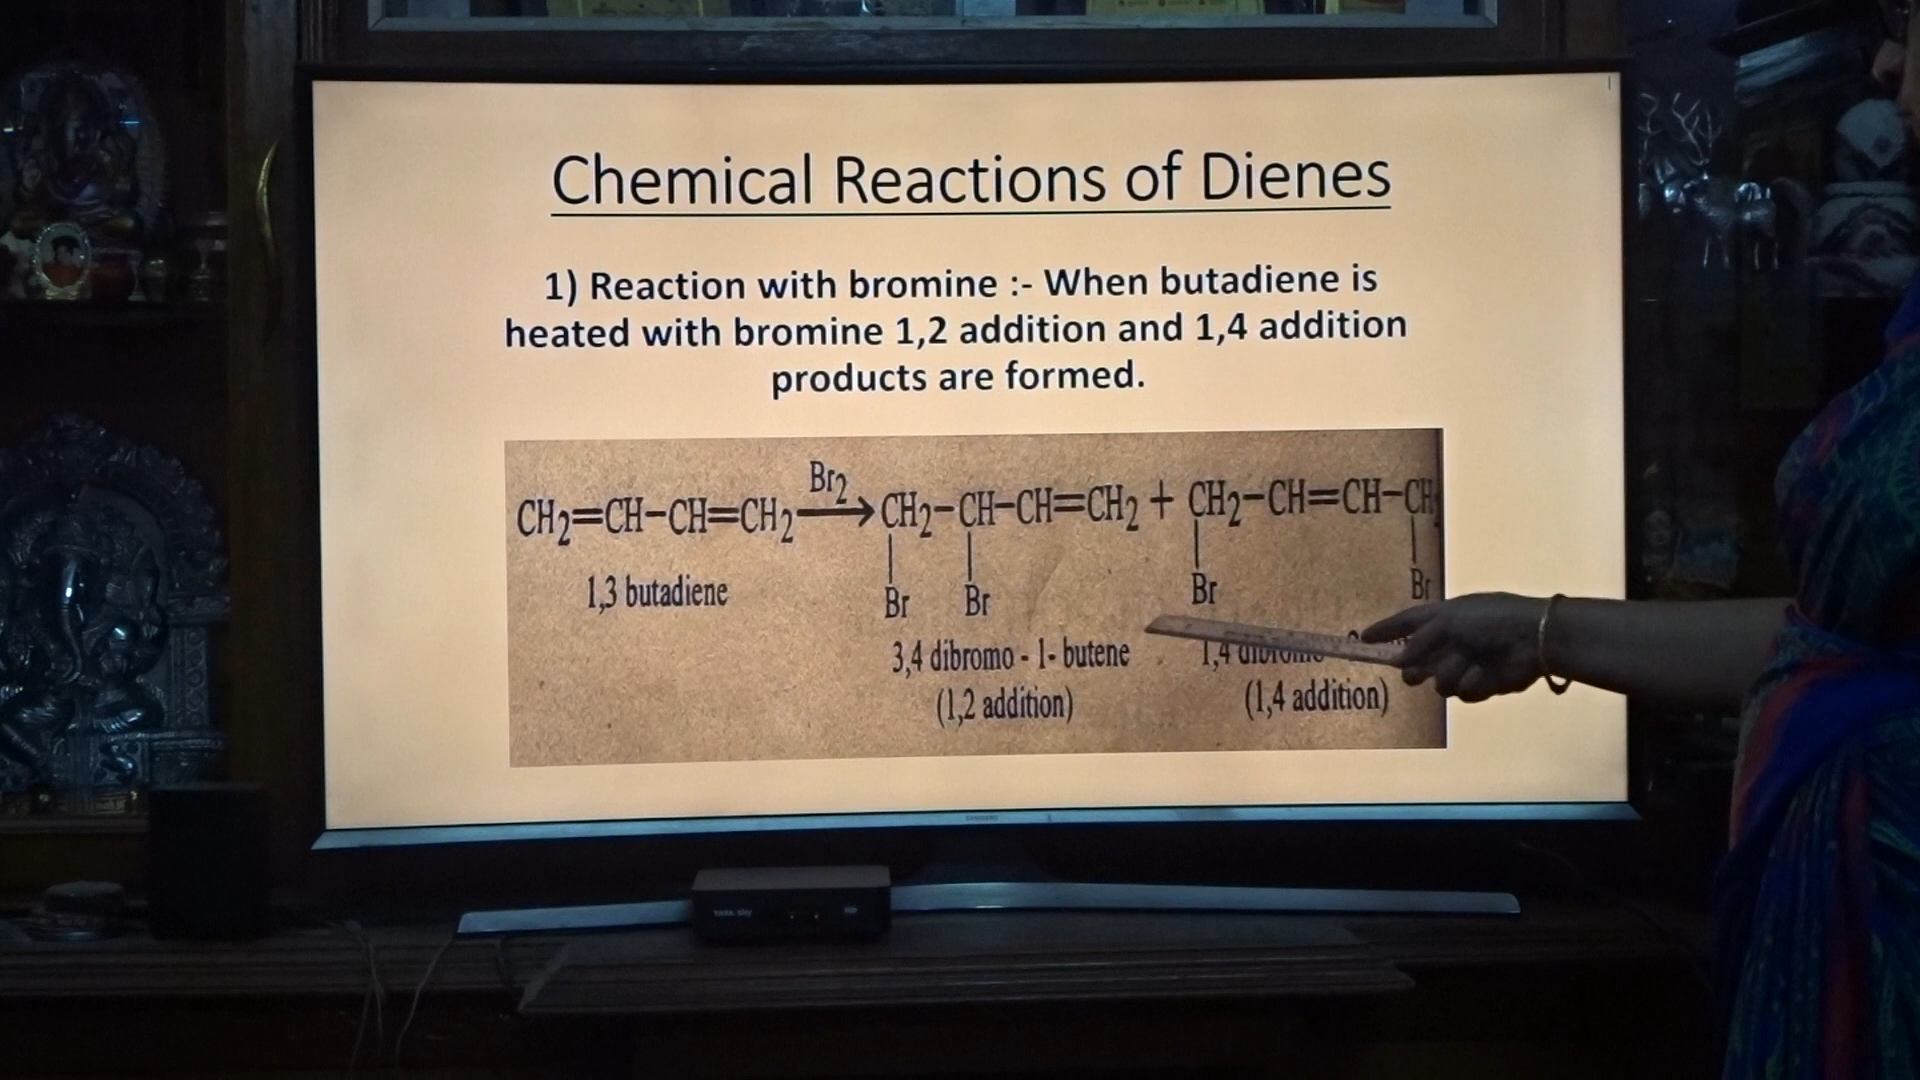 Chemical Reactions of Dienes
1) Reaction with bromine :- When butadiene is
heated with bromine 1,2 addition and 1,4 addition
products are formed.
Br2
CH2=CH-CH=CH2 → CH2-CH-CH=CH2 + CH2-CH=CH-CH
Br Br Br Br
1,3 butadiene
3,4 dibromo - 1- butene
1,4
(1,2 addition) (1,4 addition)
SAMSUNG
TATA sky